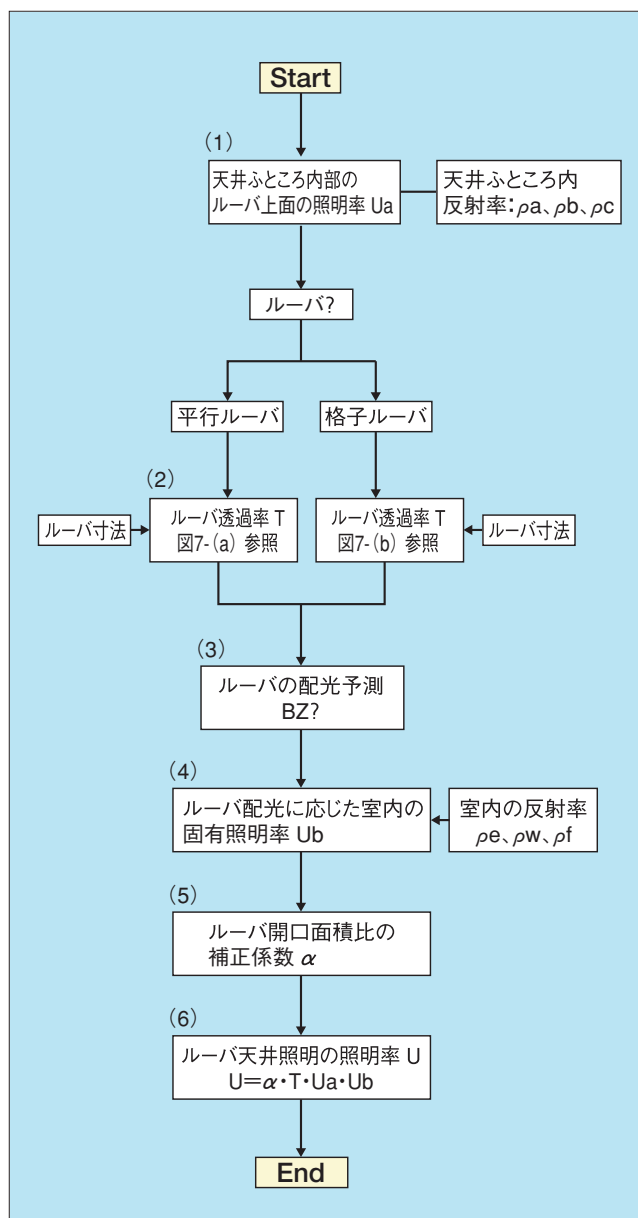 Start
(1)
天井ふところ内部の
ルーバ上面の照明率 Ua
天井ふところ内
反射率：ρa、ρb、ρc
ルーバ？
平行ルーバ
格子ルーバ
(2)
ルーバ寸法
ルーバ透過率 T
図7-(a) 参照
ルーバ透過率 T
図7-(b) 参照
ルーバ寸法
(3)
ルーバの配光予測
BZ?
(4)
ルーバ配光に応じた室内の
固有照明率 Ub
室内の反射率
ρe、ρw、ρf
(5)
ルーバ開口面積比の
補正係数 α
(6)
ルーバ天井照明の照明率 U
U＝α・T・Ua・Ub
End